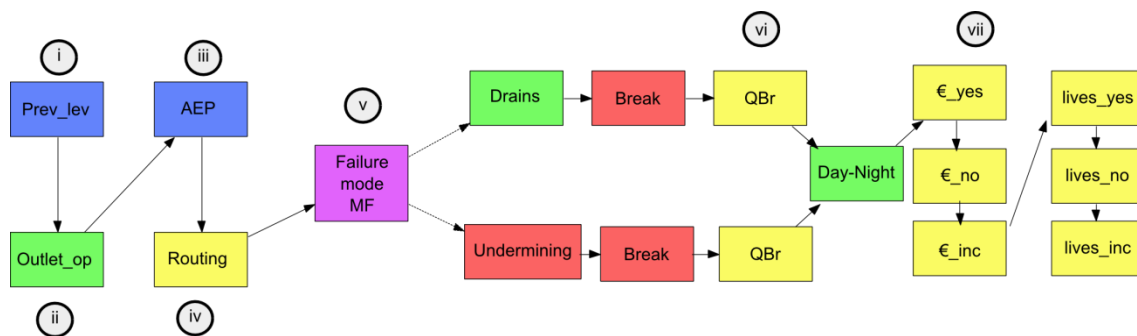 i
iii
vi
vii
Prev_lev
AEP
v
Drains
Break
QBr
€_yes
lives_yes
Failure
mode
MF
Day-Night
€_no
lives_no
Outlet_op
Routing
Undermining
Break
QBr
€_inc
lives_inc
ii
iv